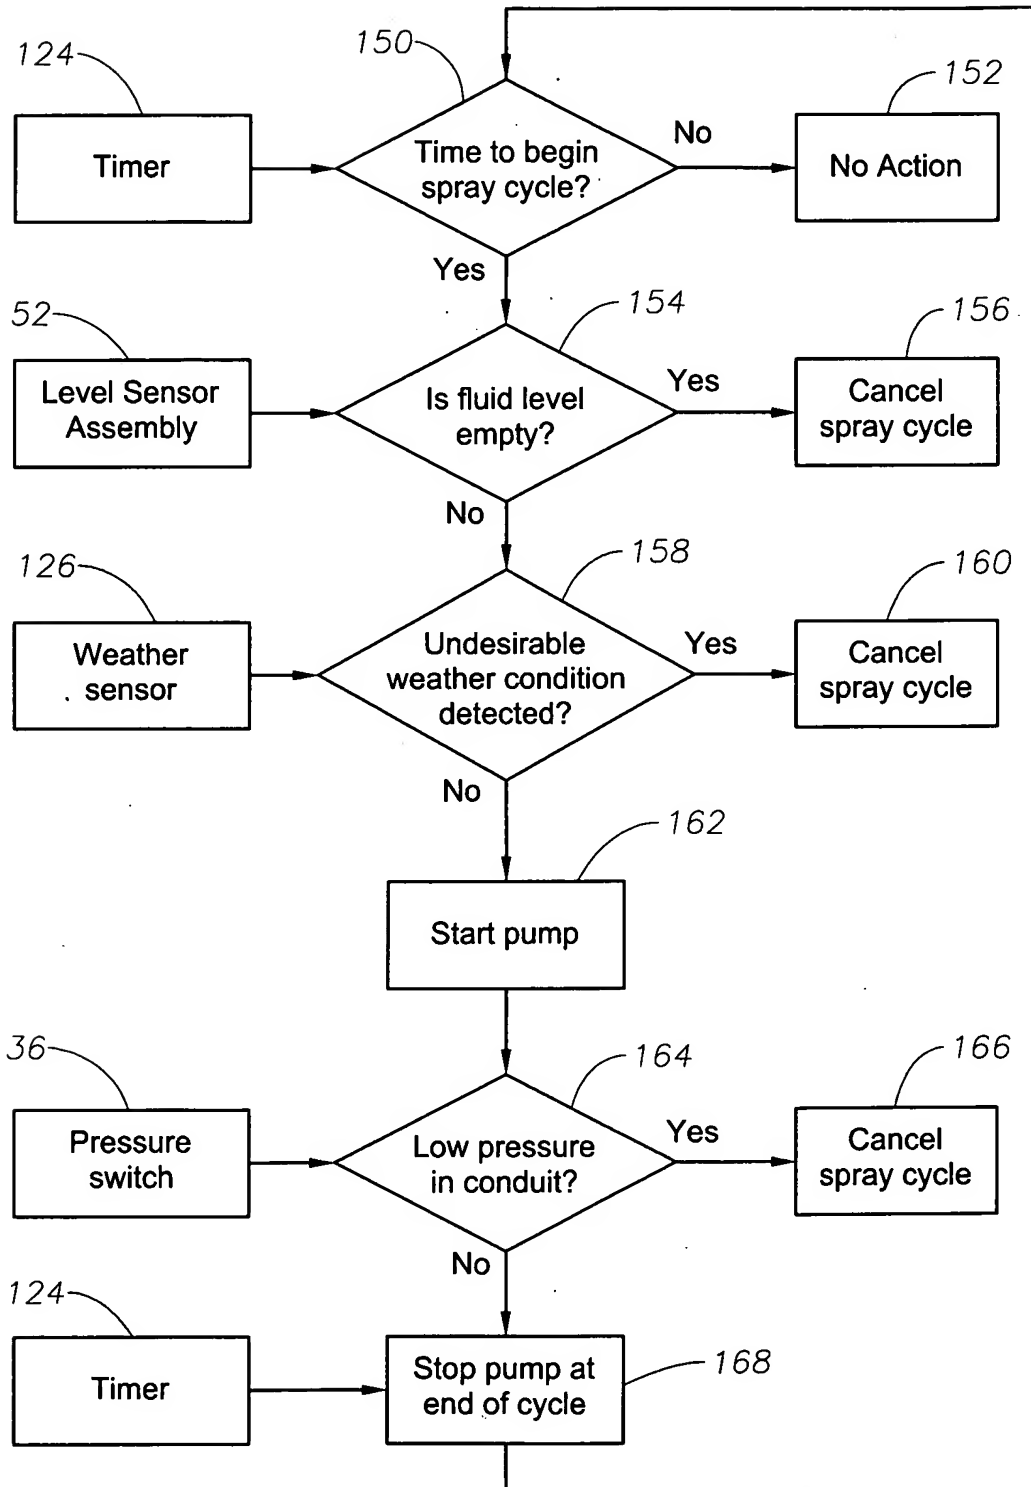 124
150
152
Timer
Time to begin
spray cycle?
No
No Action
Yes
52
154
156
Level Sensor
Assembly
Is fluid level
empty?
Yes
Cancel
spray cycle
No
126
158
160
Weather
sensor
Undesirable
weather condition
detected?
Yes
Cancel
spray cycle
No
162
Start pump
36
164
166
Pressure
switch
Low pressure
in conduit?
Yes
Cancel
spray cycle
No
124
Timer
Stop pump at
end of cycle
168